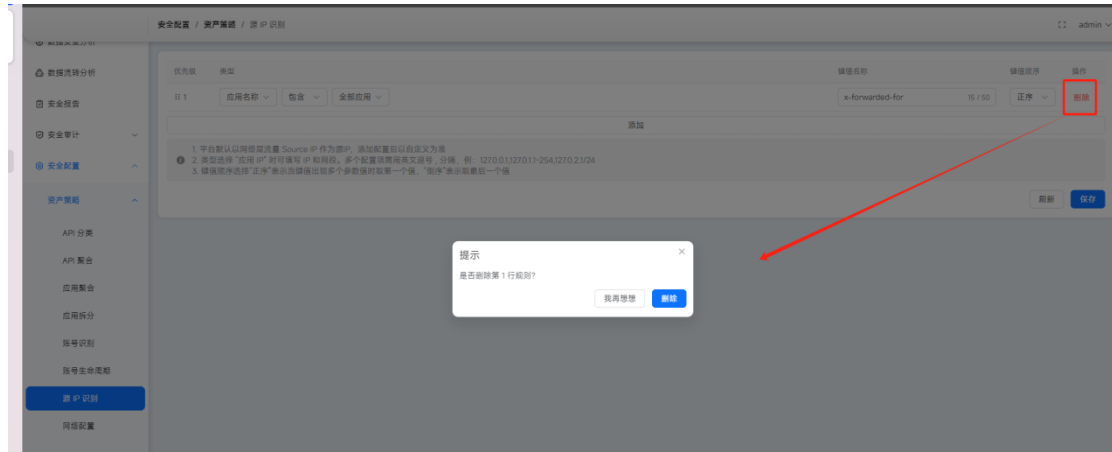 安全配置 / 资产策略 / 源 IP 识别
admin
数据安全分析
数据流转分析
安全报告
安全审计
安全配置
资产策略
API 分类
API 聚合
应用聚合
应用拆分
账号识别
账号生命周期
源 IP 识别
网络配置
优先级 类型 键值名称 键值顺序 操作
1 应用名称 包含 全部应用 x-forwarded-for 15 / 50 正序 删除
添加
1. 平台默认以网络层流量 Source IP 作为源IP，添加配置后以自定义为准
2. 类型选择 "应用 IP" 时可填写 IP 和网段。多个配置项需用英文逗号 , 分隔，例：127.0.0.1,127.0.1.1-254,127.0.2.1/24
3. 键值顺序选择"正序"表示当键值出现多个参数值时取第一个值，"倒序"表示取最后一个值
刷新 保存
提示
是否删除第 1 行规则?
我再想想 删除